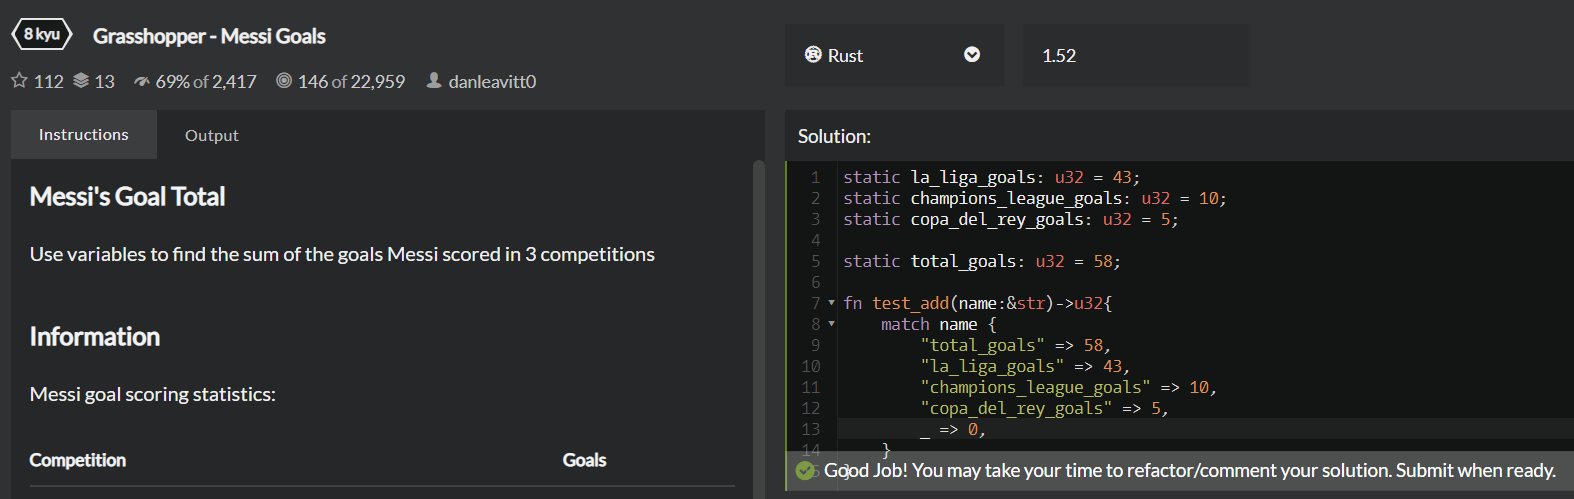 8 kyu
Grasshopper - Messi Goals
112 13 69% of 2,417 146 of 22,959 danleavitt0
Instructions Output
Messi's Goal Total
Use variables to find the sum of the goals Messi scored in 3 competitions
Information
Messi goal scoring statistics:
Competition Goals
Rust 1.52
Solution:
1 static la_liga_goals: u32 = 43;
2 static champions_league_goals: u32 = 10;
3 static copa_del_rey_goals: u32 = 5;
4
5 static total_goals: u32 = 58;
6
7 fn test_add(name:&str)->u32{
8 match name {
9 "total_goals" => 58,
10 "la_liga_goals" => 43,
11 "champions_league_goals" => 10,
12 "copa_del_rey_goals" => 5,
13 _ => 0,
14 }
15 }
Good Job! You may take your time to refactor/comment your solution. Submit when ready.